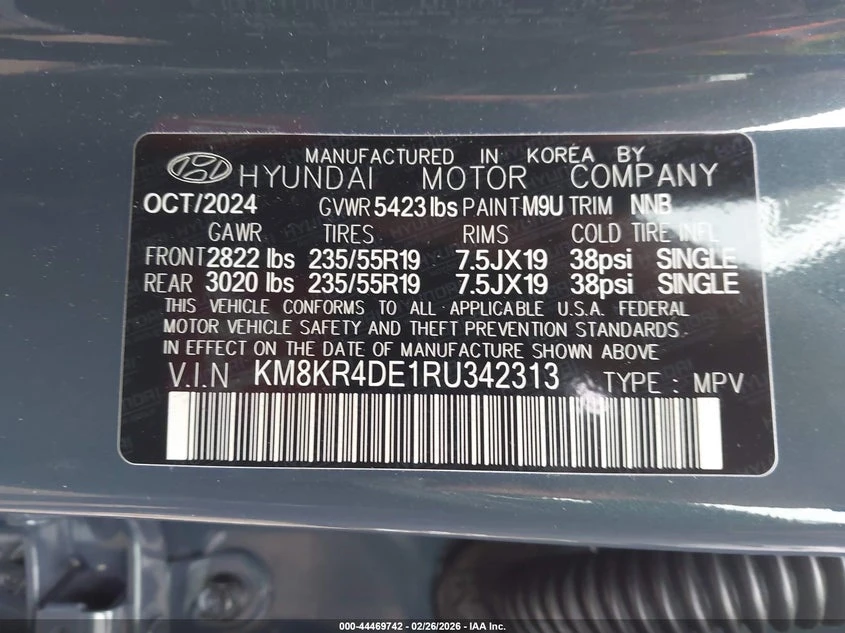 MANUFACTURED IN KOREA BY
HYUNDAI MOTOR COMPANY
OCT/2024 GVWR 5423 lbs PAINT M9U TRIM NNB
GAWR TIRES RIMS COLD TIRE INFL
FRONT 2822 lbs 235/55R19 7.5JX19 38psi SINGLE
REAR 3020 lbs 235/55R19 7.5JX19 38psi SINGLE
THIS VEHICLE CONFORMS TO ALL APPLICABLE U.S.A. FEDERAL
MOTOR VEHICLE SAFETY AND THEFT PREVENTION STANDARDS
IN EFFECT ON THE DATE OF MANUFACTURE SHOWN ABOVE
V.I.N KM8KR4DE1RU342313 TYPE : MPV
000-44469742 - 02/26/2026 - IAA Inc.